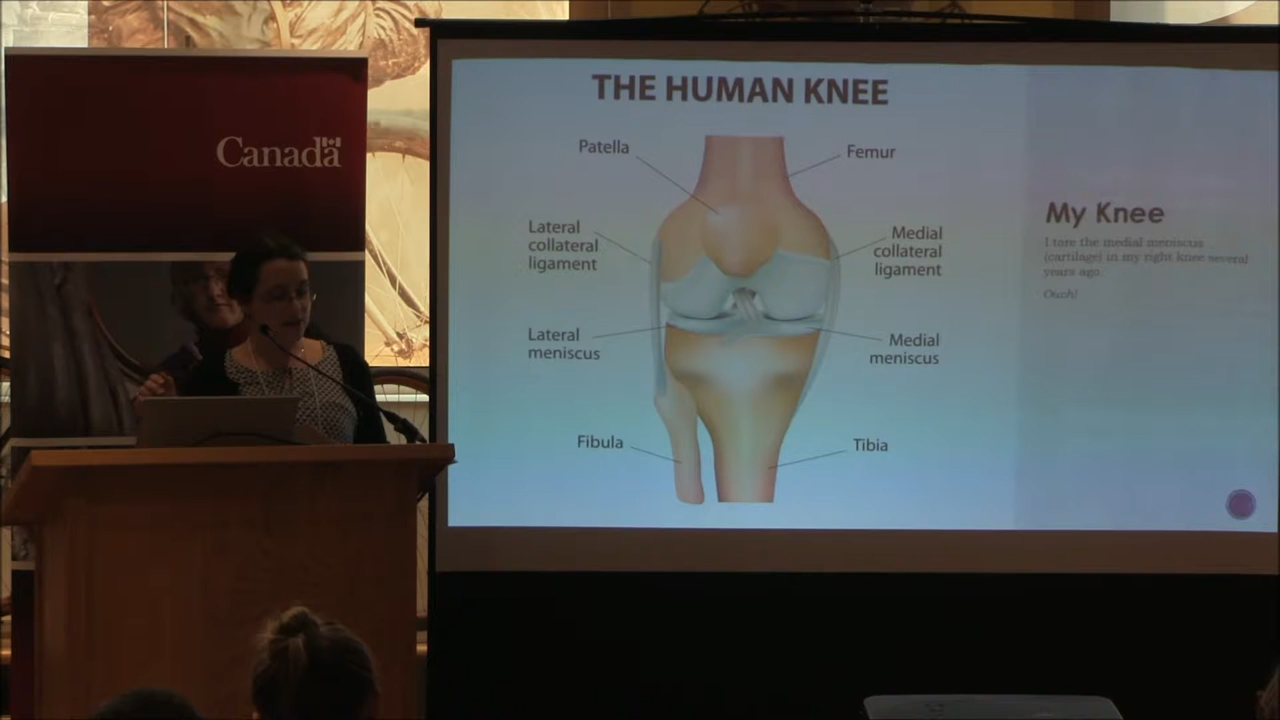 Canada
THE HUMAN KNEE
Patella
Femur
Lateral
collateral
ligament
Medial
collateral
ligament
Lateral
meniscus
Medial
meniscus
Fibula
Tibia
My Knee
I tore the medial meniscus
(cartilage) in my right knee several
years ago.
Ouch!